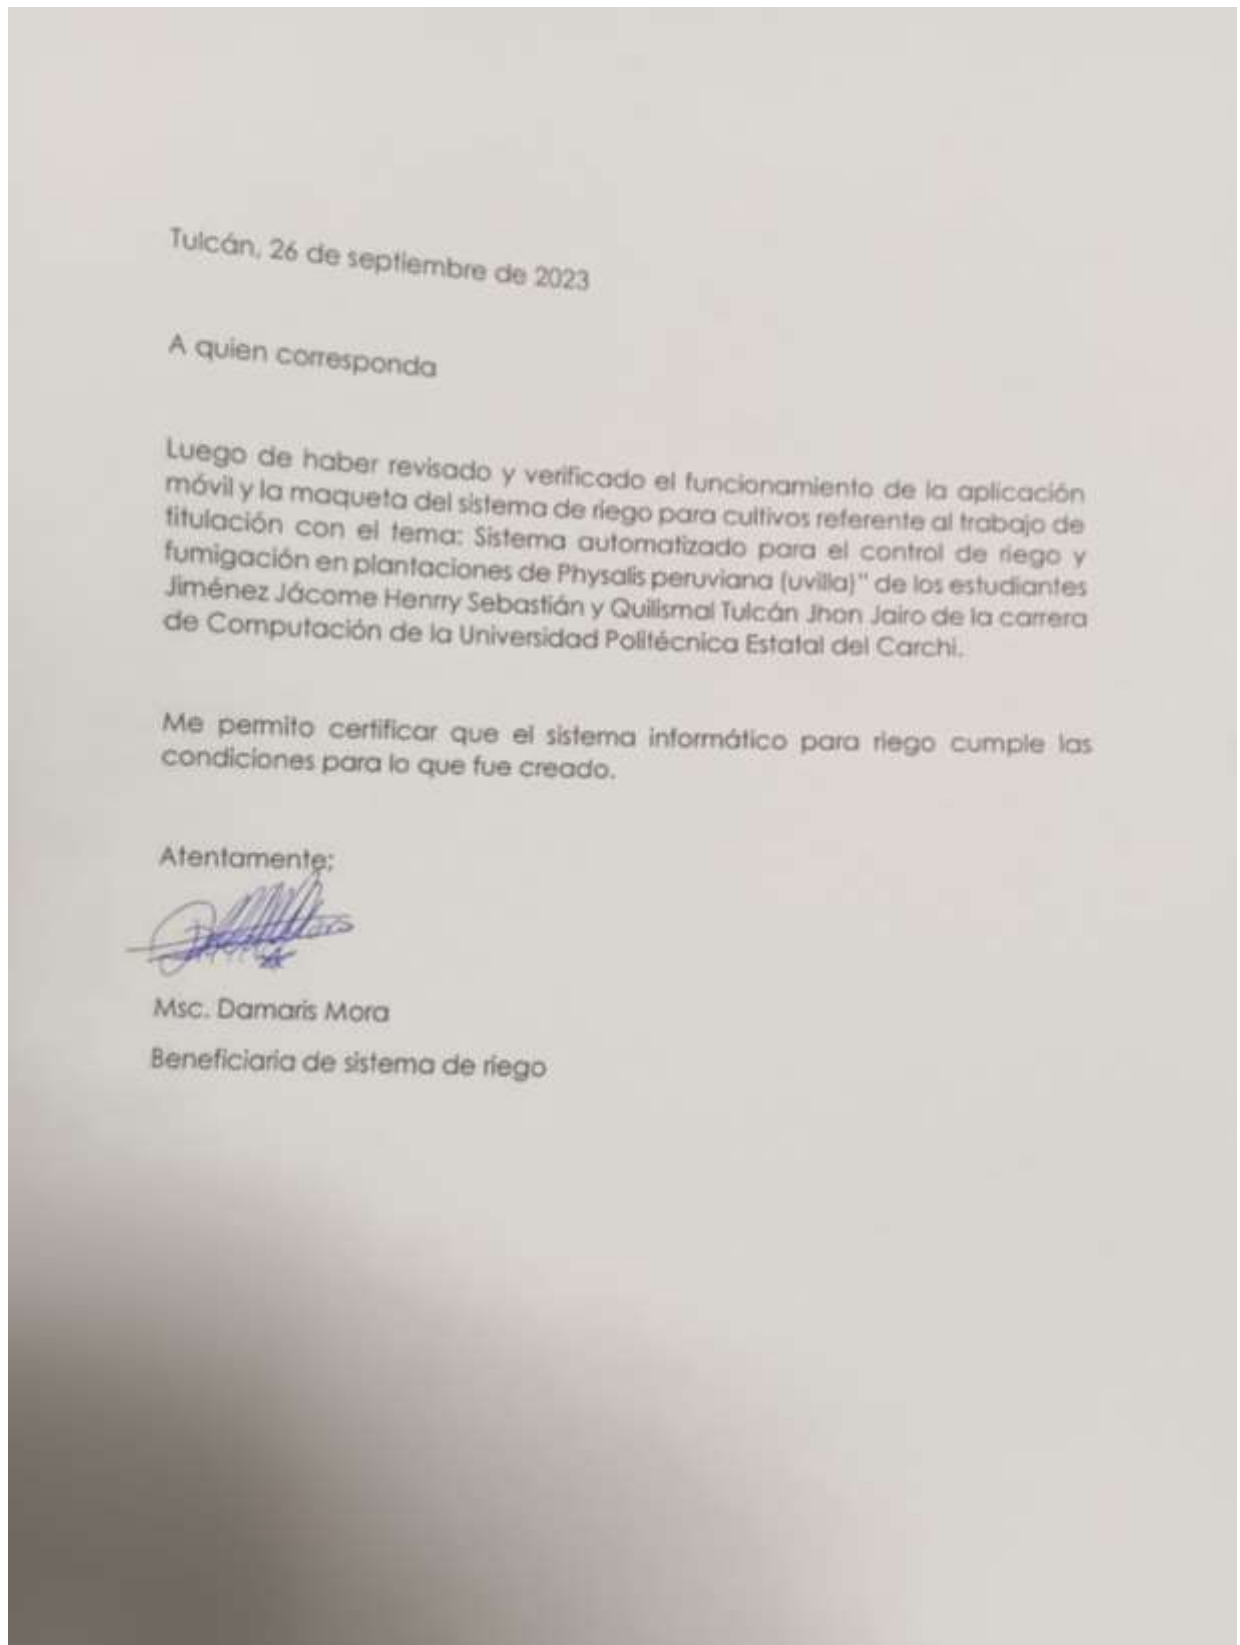 Tulcán, 26 de septiembre de 2023
A quien corresponda
Luego de haber revisado y verificado el funcionamiento de la aplicación
móvil y la maqueta del sistema de riego para cultivos referente al trabajo de
titulación con el tema: Sistema automatizado para el control de riego y
fumigación en plantaciones de Physalis peruviana (uvilla)" de los estudiantes
Jiménez Jácome Henrry Sebastián y Quilismal Tulcán Jhon Jairo de la carrera
de Computación de la Universidad Politécnica Estatal del Carchi.
Me permito certificar que el sistema informático para riego cumple las
condiciones para lo que fue creado.
Atentamente;
Msc. Damaris Mora
Beneficiaria de sistema de riego